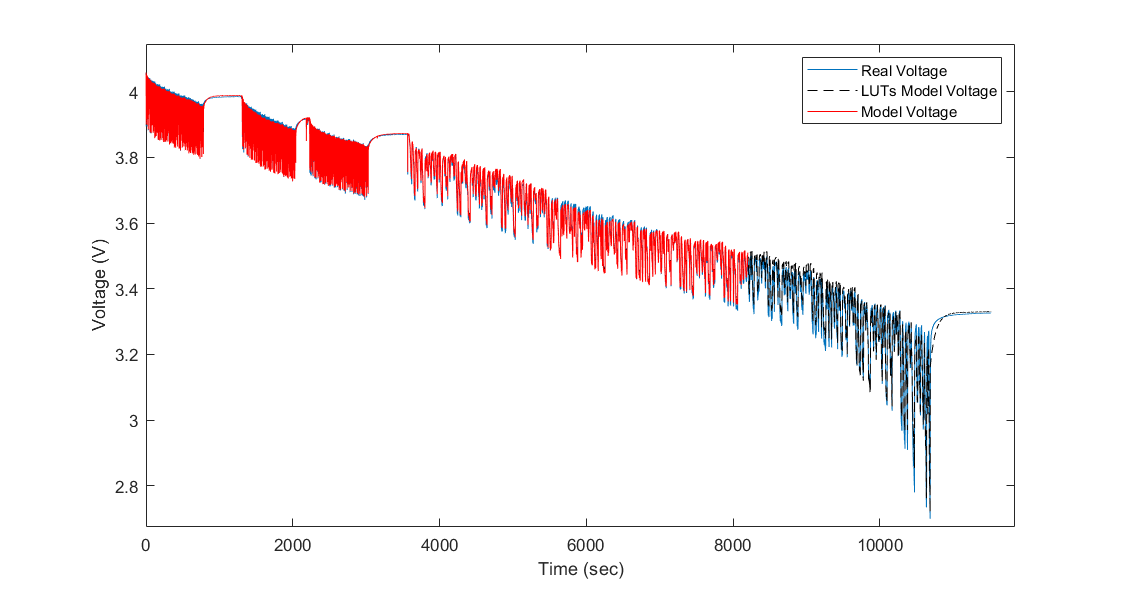 Real Voltage
LUTs Model Voltage
Model Voltage
4
3.8
3.6
3.4
3.2
3
2.8
Voltage (V)
0 2000 4000 6000 8000 10000
Time (sec)